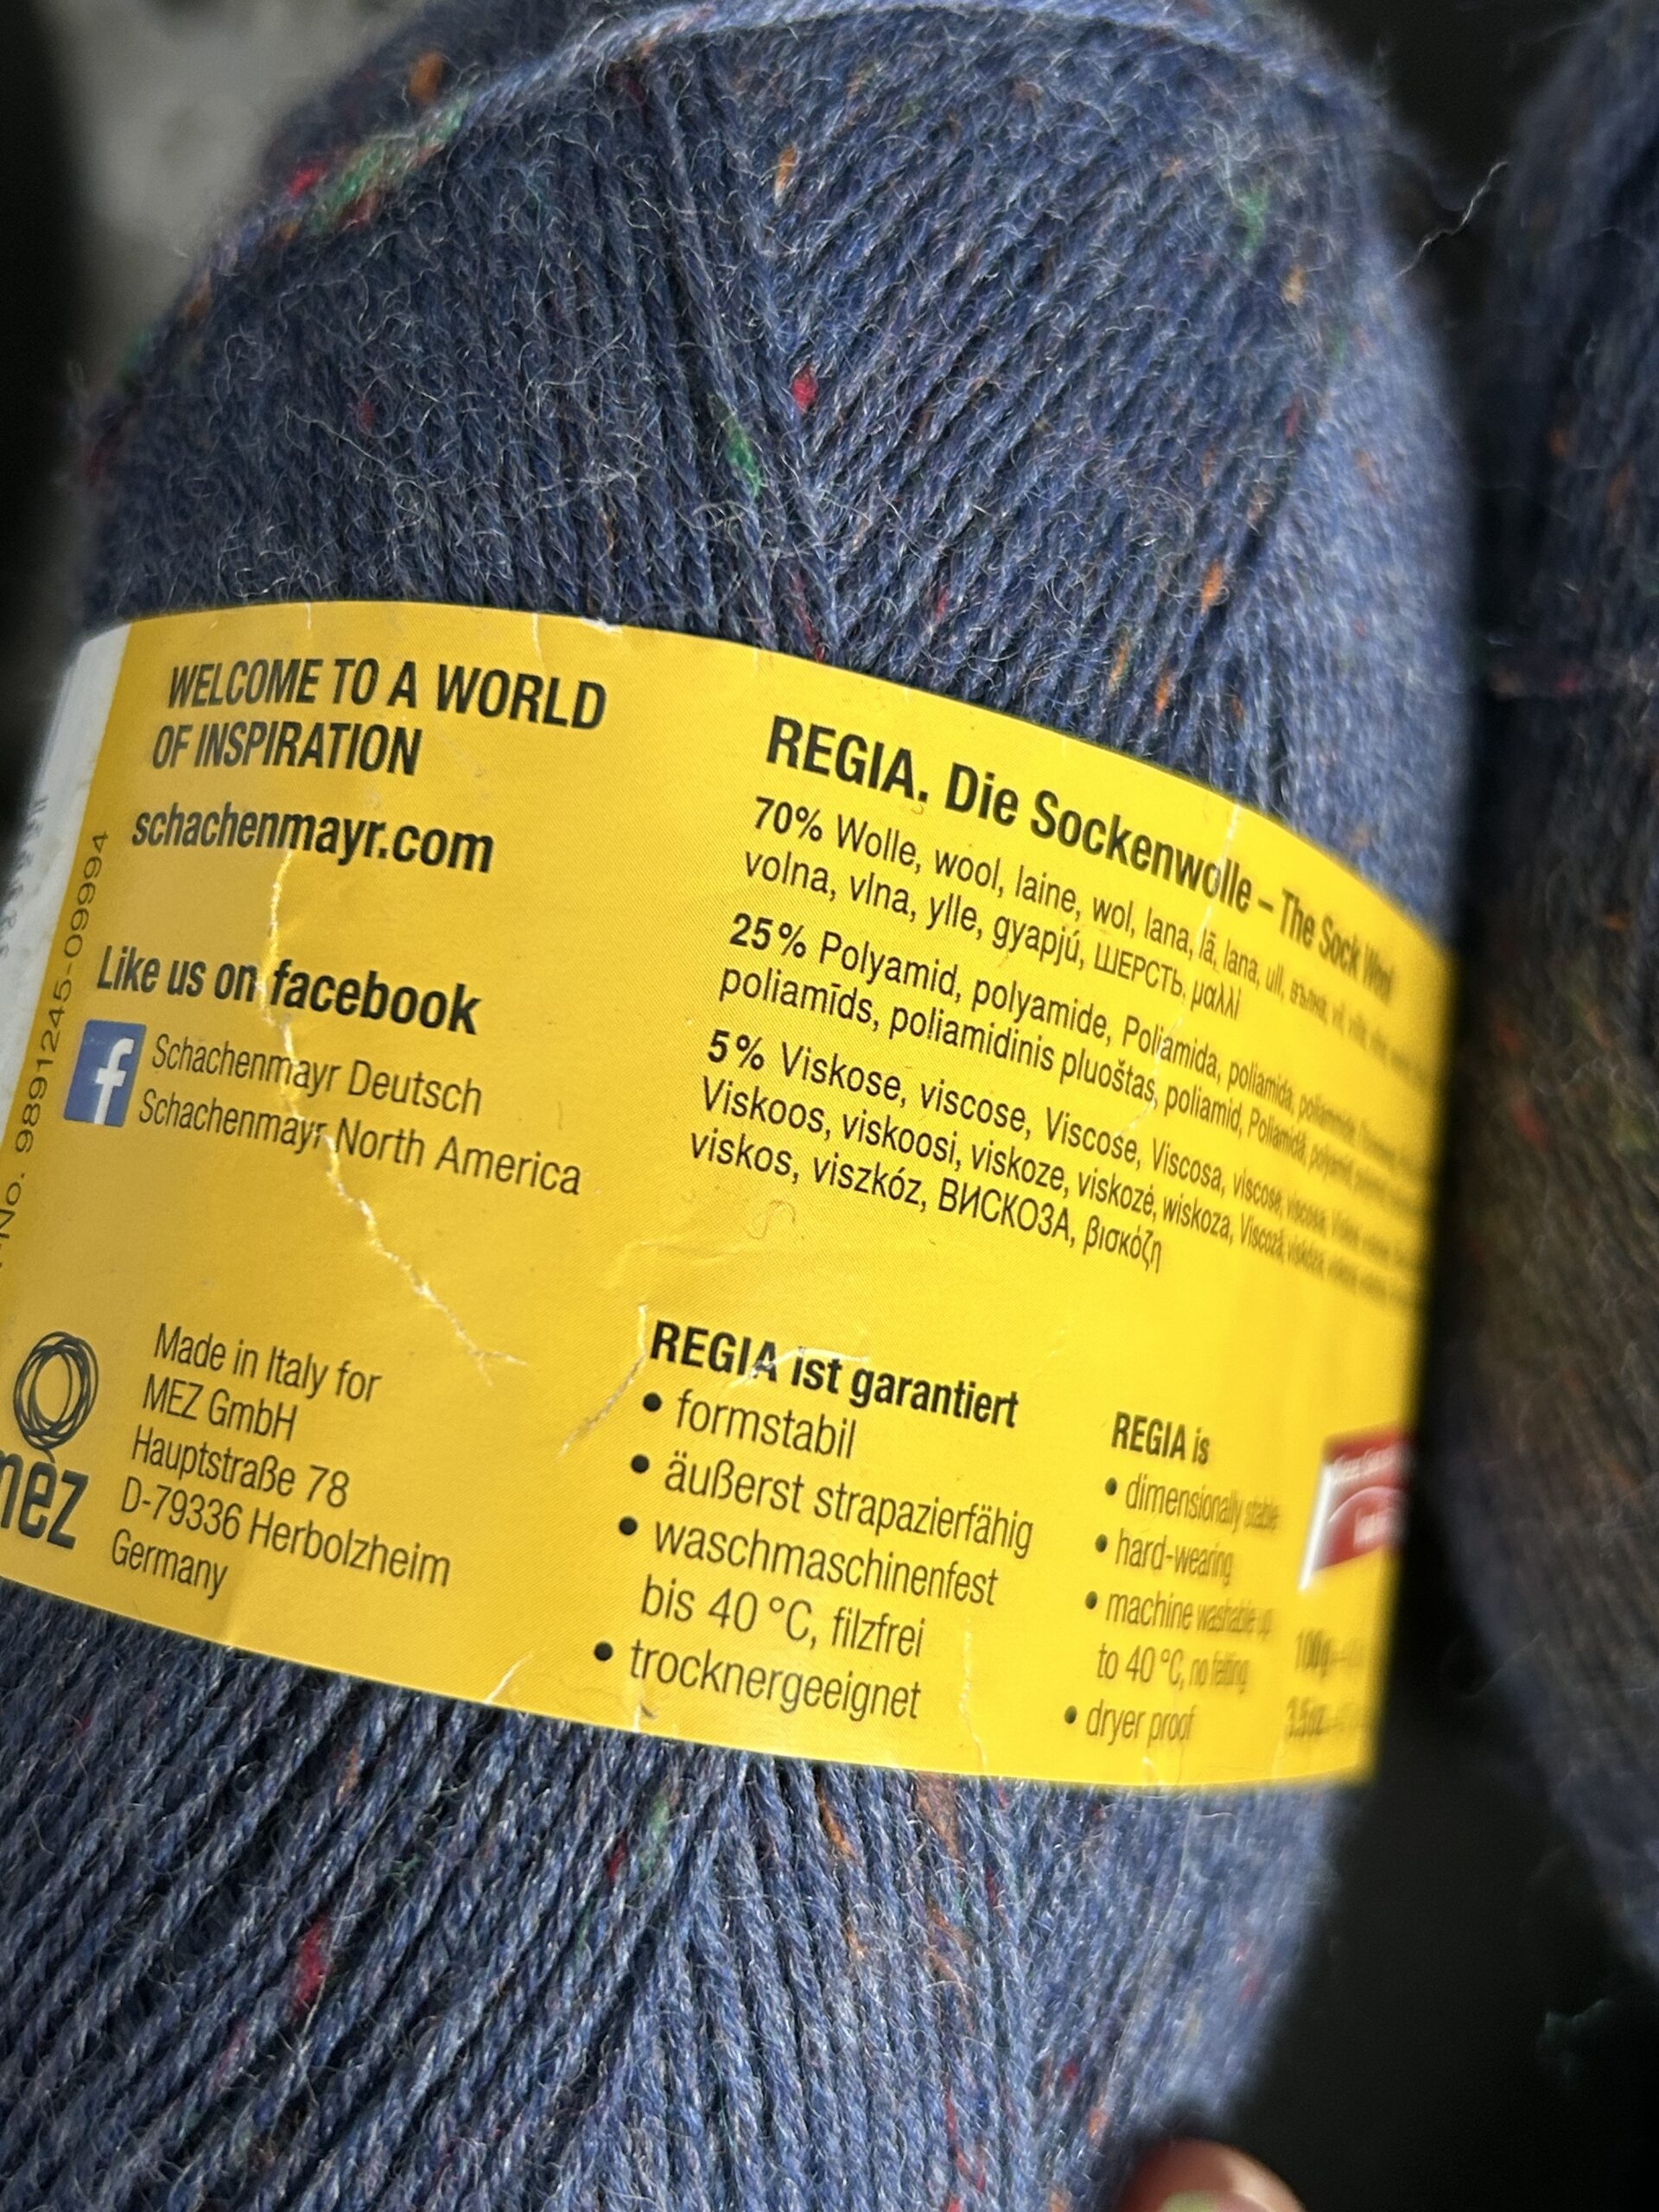 WELCOME TO A WORLD
OF INSPIRATION
schachenmayr.com
Like us on facebook
f
Schachenmayr Deutsch
Schachenmayr North America
No. 9891245-09994
mez
Made in Italy for
MEZ GmbH
Hauptstraße 78
D-79336 Herbolzheim
Germany
REGIA. Die Sockenwolle – The Sock Wool
70% Wolle, wool, laine, wol, lana, lã, lana, ull, вълна,
volna, vlna, ylle, gyapjú, ШЕРСТЬ, μαλλί
25% Polyamid, polyamide, Poliamida, poliamida, poliammide,
poliamīds, poliamidinis pluoštas, poliamid, Poliamidă,
5% Viskose, viscose, Viscose, Viscosa, viscose, viscosa,
Viskoos, viskoosi, viskoze, viskozė, wiskoza, Viscoză,
viskos, viszkóz, ВИСКОЗА, βισκόζη
REGIA ist garantiert
• formstabil
• äußerst strapazierfähig
• waschmaschinenfest
bis 40 °C, filzfrei
• trocknergeeignet
REGIA is
• dimensionally stable
• hard-wearing
• machine washable up
to 40 °C, no felting
• dryer proof
100g
3.5oz